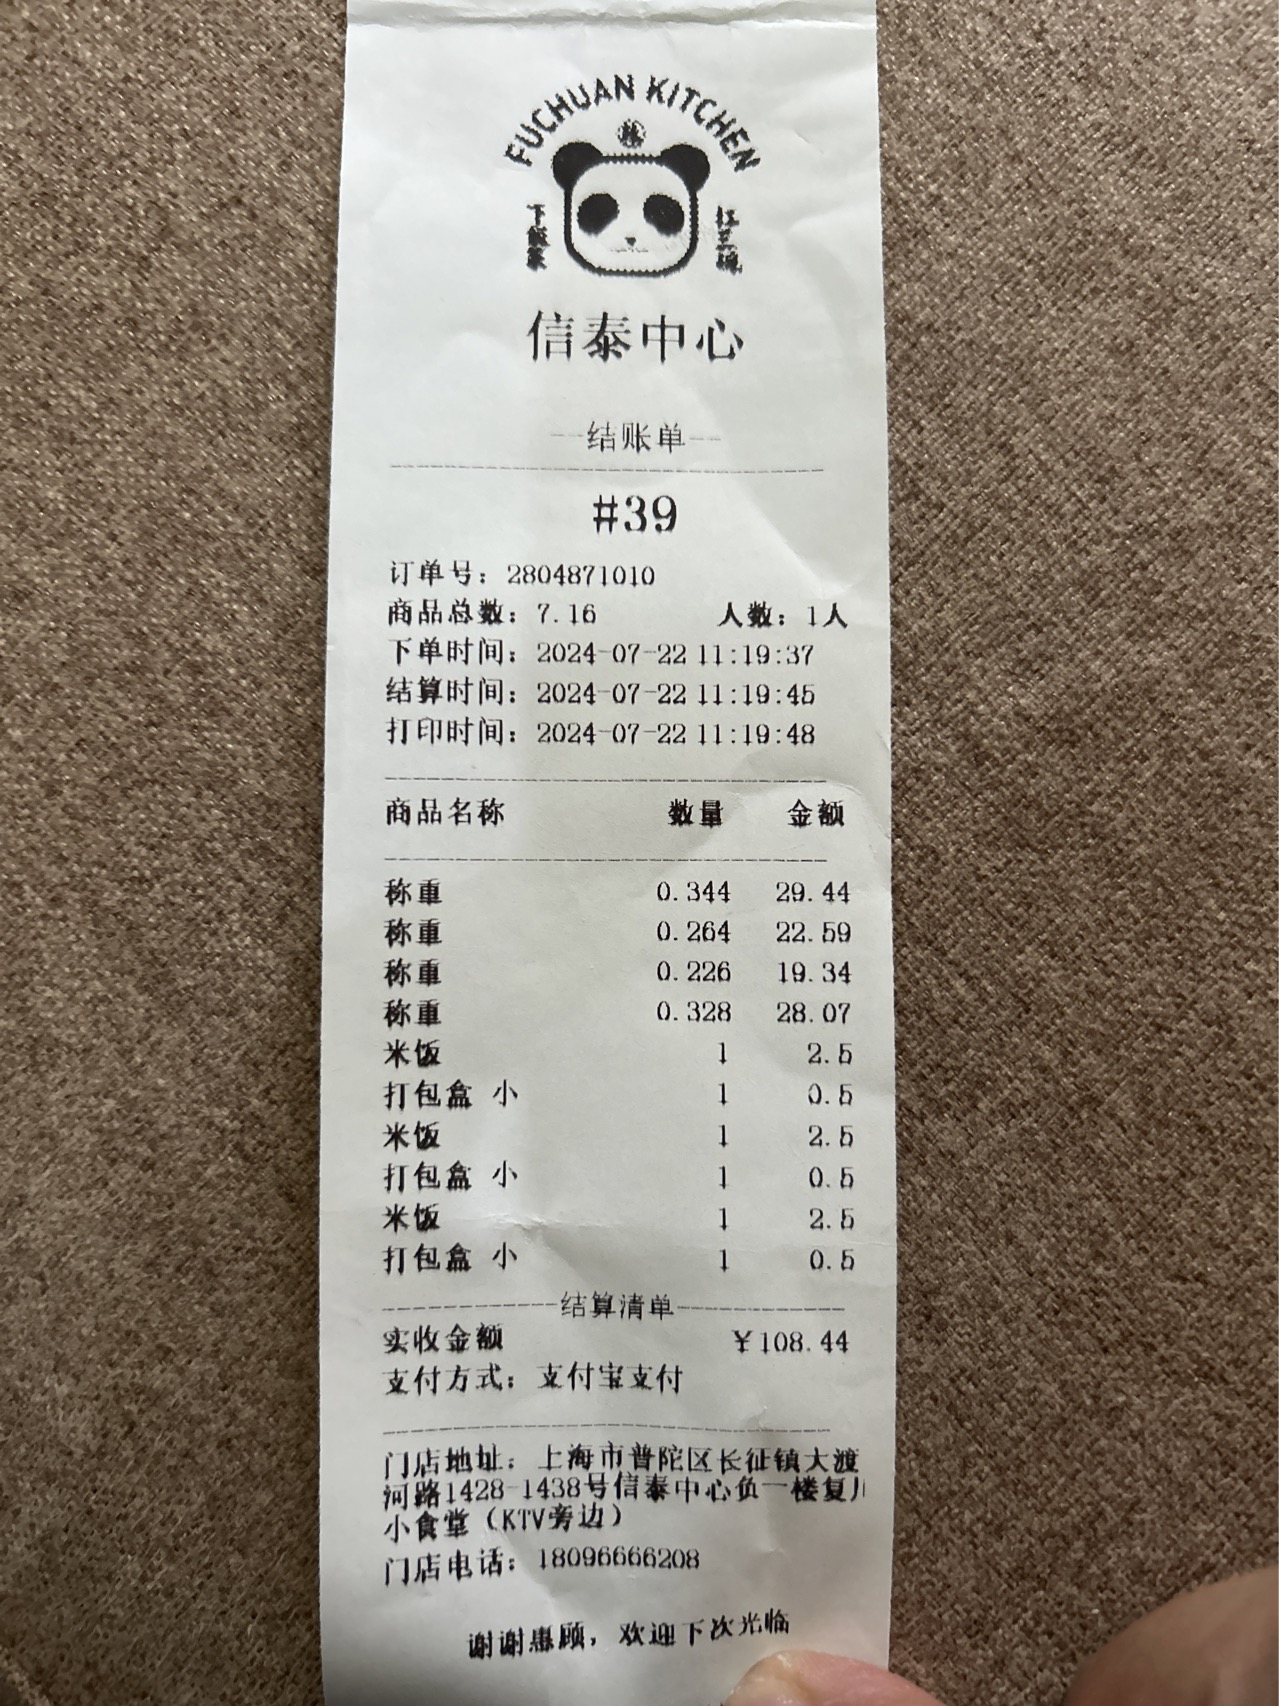 FUCHUAN KITCHEN
下饭菜
信泰中心
--结账单--
#39
订单号：2804871010
商品总数：7.16 人数：1人
下单时间：2024-07-22 11:19:37
结算时间：2024-07-22 11:19:45
打印时间：2024-07-22 11:19:48
商品名称 数量 金额
称重 0.344 29.44
称重 0.264 22.59
称重 0.226 19.34
称重 0.328 28.07
米饭 1 2.5
打包盒 小 1 0.5
米饭 1 2.5
打包盒 小 1 0.5
米饭 1 2.5
打包盒 小 1 0.5
结算清单
实收金额 ¥108.44
支付方式：支付宝支付
门店地址：上海市普陀区长征镇大渡
河路1428-1438号信泰中心负一楼复川
小食堂（KTV旁边）
门店电话：18096666208
谢谢惠顾，欢迎下次光临